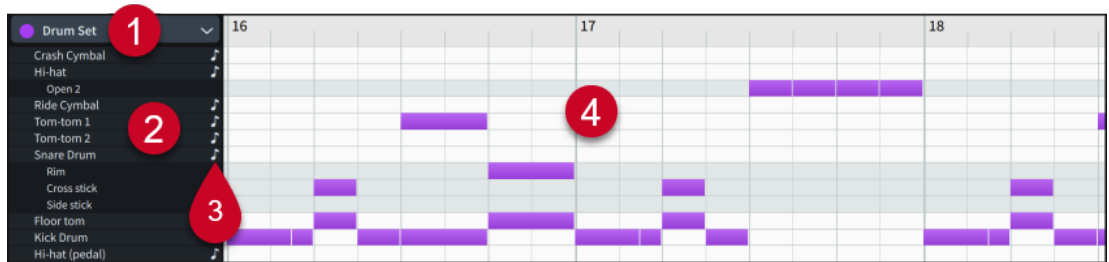 Drum Set 1
16 17 18
Crash Cymbal
Hi-hat
Open 2
Ride Cymbal
Tom-tom 1
Tom-tom 2
2
4
Snare Drum
Rim
Cross stick
Side stick
3
Floor tom
Kick Drum
Hi-hat (pedal)